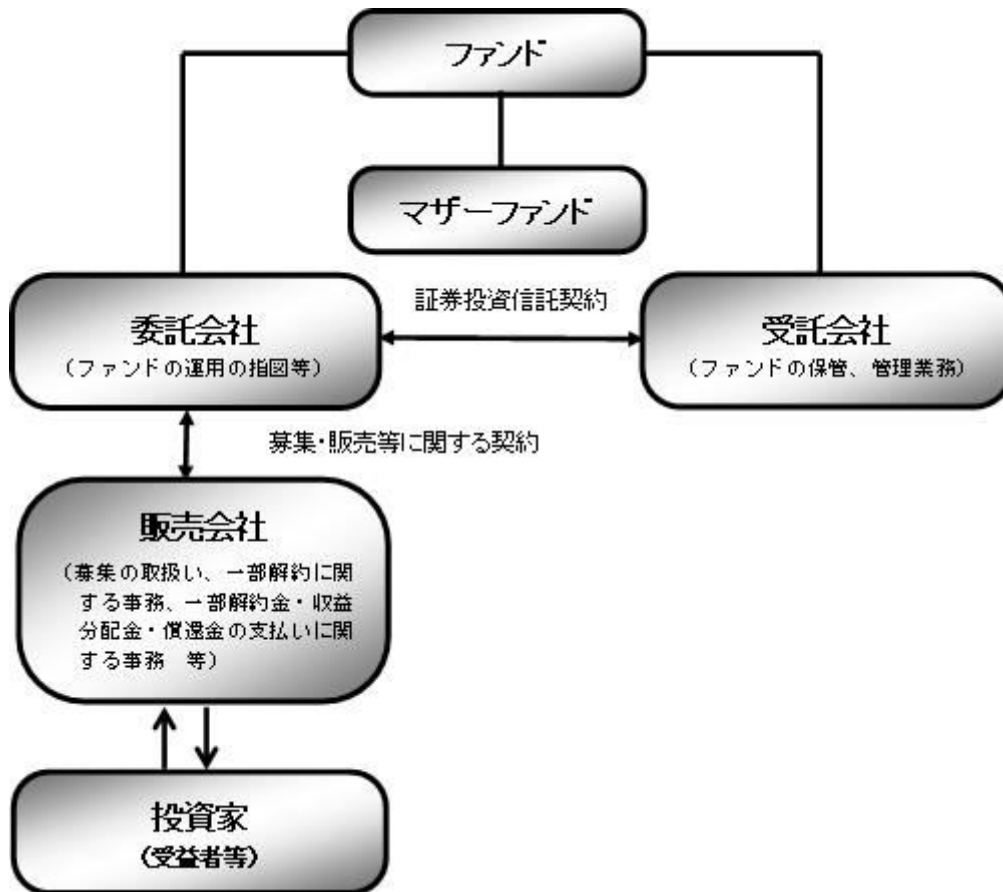 ファンド
マザーファンド
証券投資信託契約
委託会社
（ファンドの運用の指図等）
受託会社
（ファンドの保管、管理業務）
募集・販売等に関する契約
販売会社
（募集の取扱い、一部解約に関
する事務、一部解約金・収益
分配金・償還金の支払いに関
する事務　等）
投資家
（受益者等）